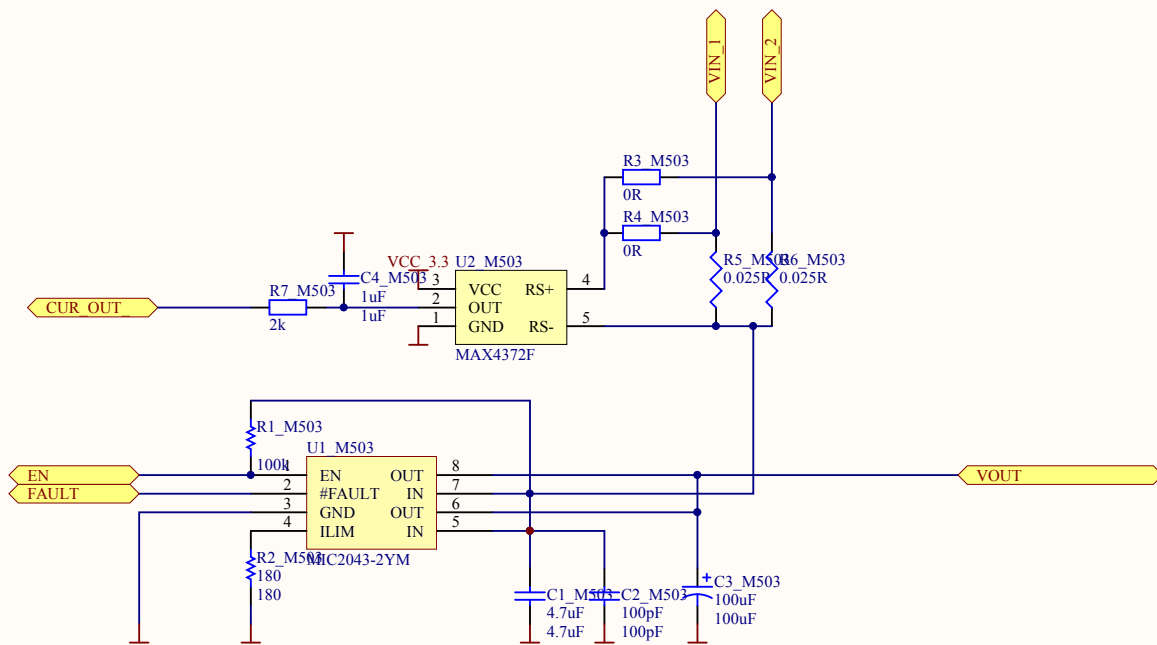 VIN_1
VIN_2
R3_M503
0R
R4_M503
0R
R5_M503
0.025R
R6_M503
0.025R
VCC_3.3
U2_M503
C4_M503
1uF
1uF
R7_M503
2k
CUR_OUT_
3 VCC RS+ 4
2 OUT
1 GND RS- 5
MAX4372F
R1_M503
100k
U1_M503
EN
FAULT
1 EN OUT 8
2 #FAULT IN 7
3 GND OUT 6
4 ILIM IN 5
MIC2043-2YM
VOUT
R2_M503
180
180
C1_M503
4.7uF
4.7uF
C2_M503
100pF
100pF
+
C3_M503
100uF
100uF